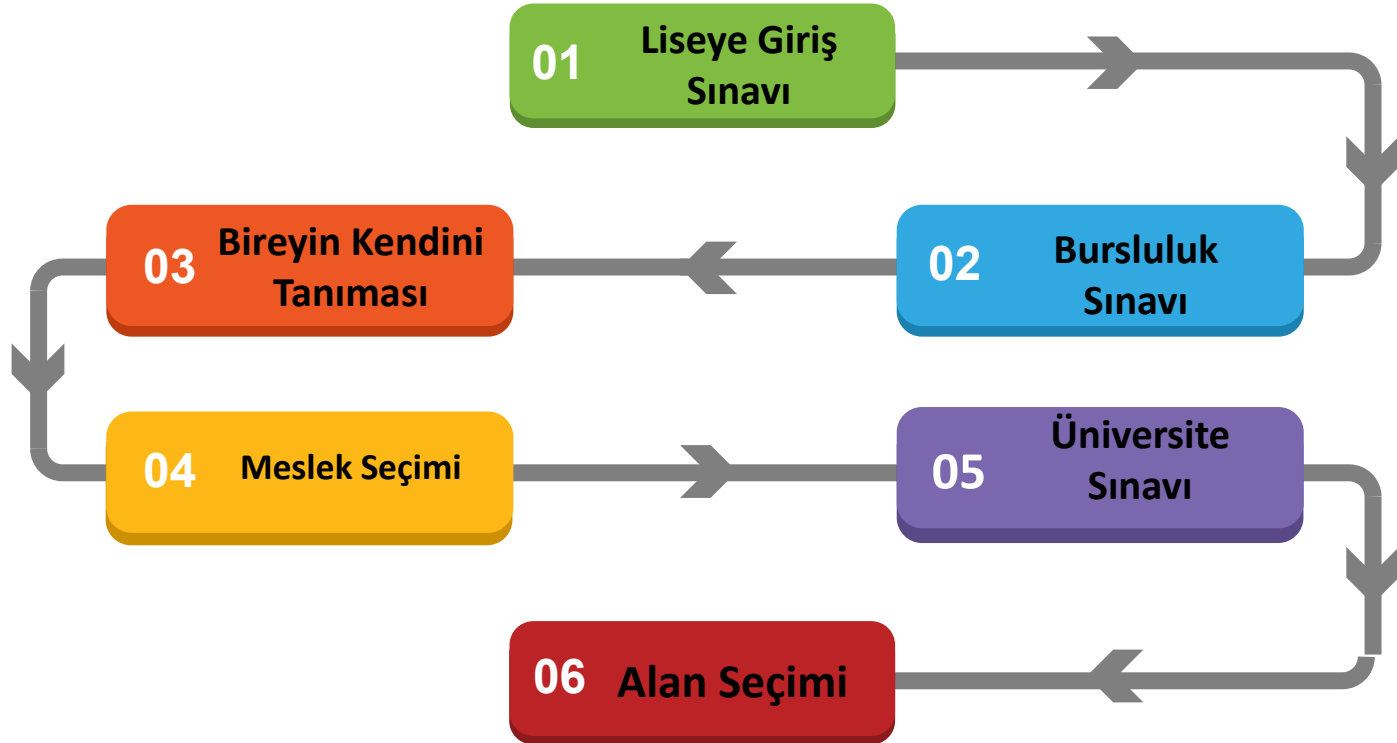 01
Liseye Giriş
Sınavı
02
Bursluluk
Sınavı
03
Bireyin Kendini
Tanıması
04
Meslek Seçimi
05
Üniversite
Sınavı
06
Alan Seçimi